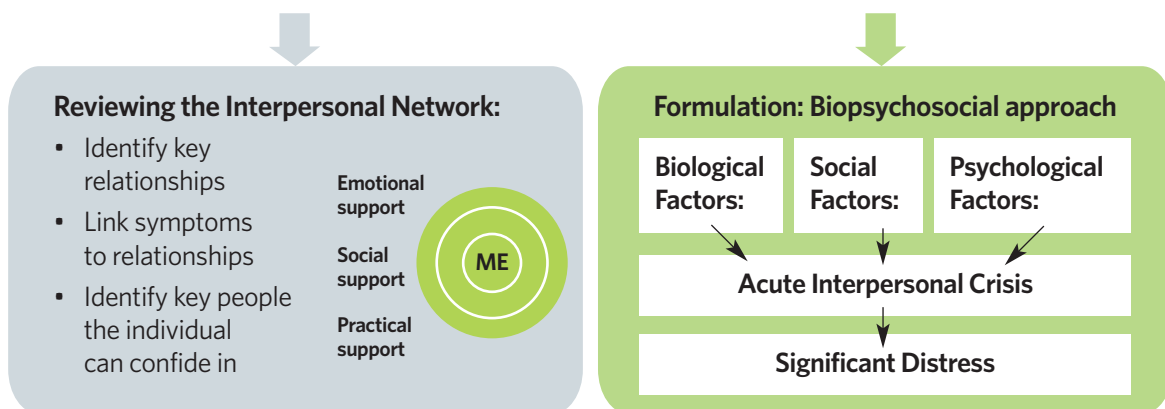 Reviewing the Interpersonal Network:
• Identify key
relationships
• Link symptoms
to relationships
• Identify key people
the individual
can confide in
Emotional
support
Social
support
Practical
support
ME
Formulation: Biopsychosocial approach
Biological
Factors:
Social
Factors:
Psychological
Factors:
Acute Interpersonal Crisis
Significant Distress